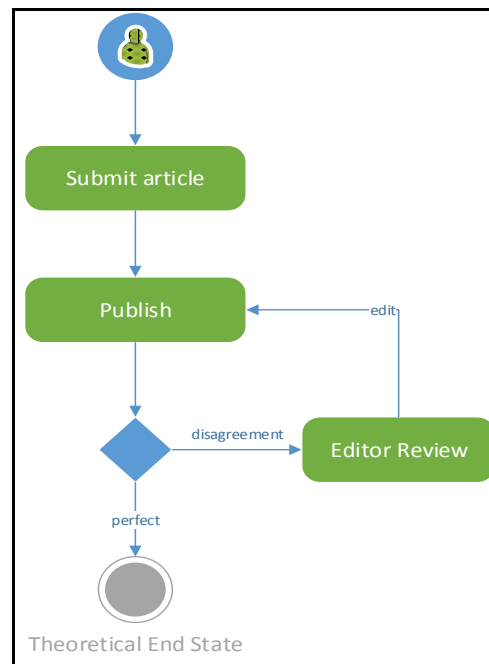 Submit article
Publish
edit
disagreement
Editor Review
perfect
Theoretical End State